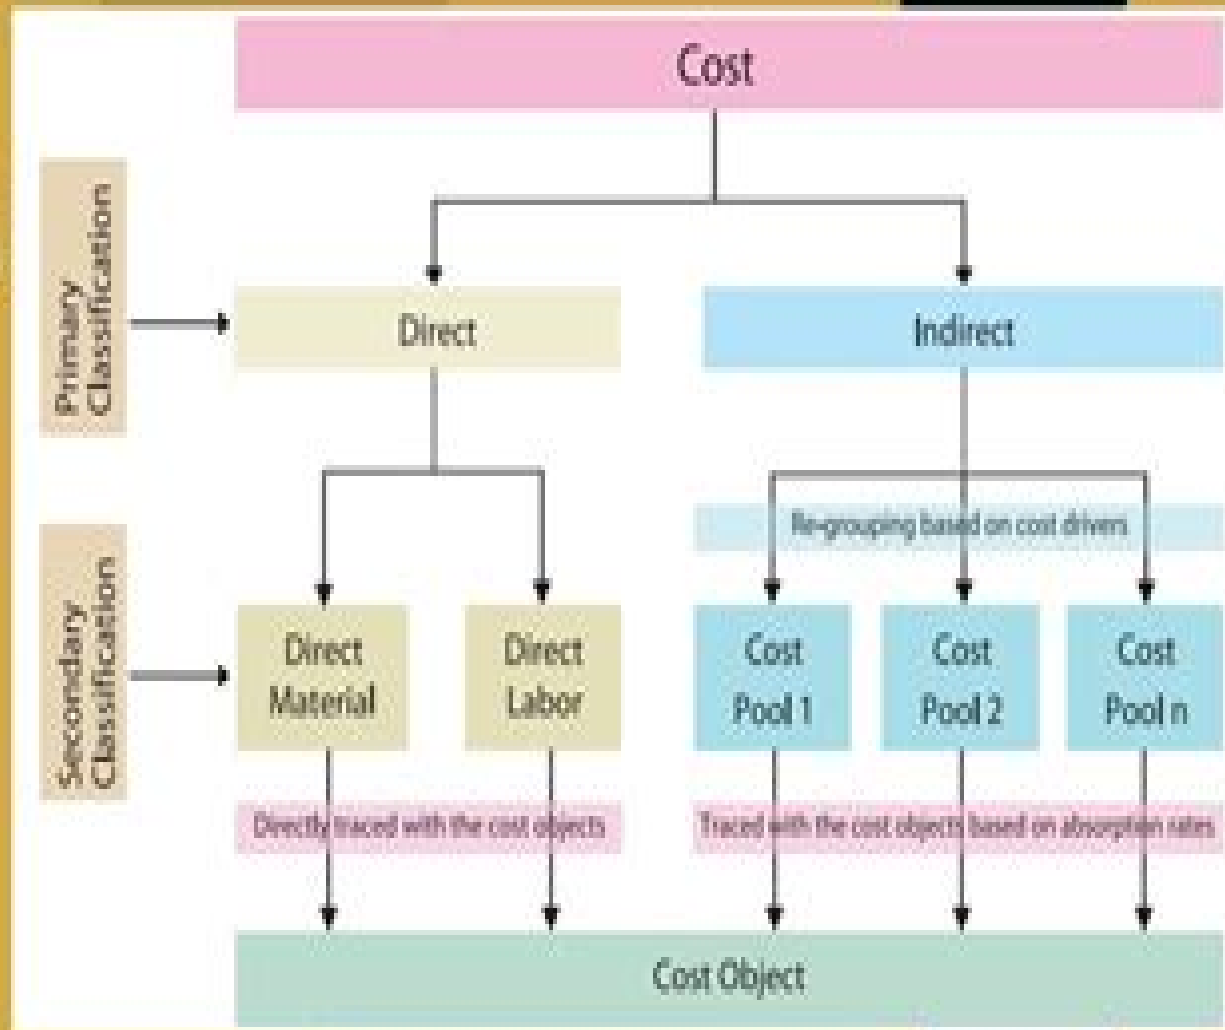 Cost
Primary
Classification
Direct
Indirect
Re-grouping based on cost drivers
Secondary
Classification
Direct
Material
Direct
Labor
Cost
Pool 1
Cost
Pool 2
Cost
Pool n
Directly traced with the cost objects
Traced with the cost objects based on absorption rates
Cost Object